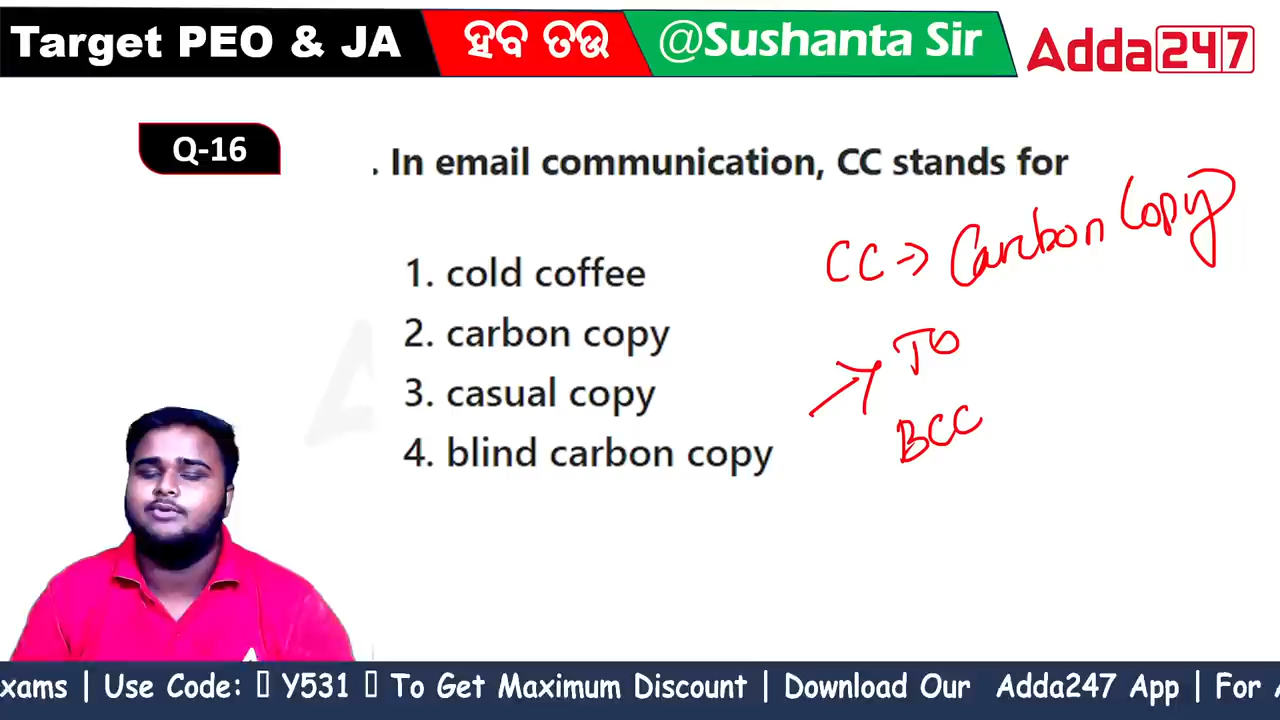 Target PEO & JA
ହବ ତଉ
@Sushanta Sir
Adda247
Q-16
. In email communication, CC stands for
1. cold coffee
2. carbon copy
3. casual copy
4. blind carbon copy
CC → Carbon Copy
To
BCC
xams | Use Code: Y531 To Get Maximum Discount | Download Our Adda247 App | For A